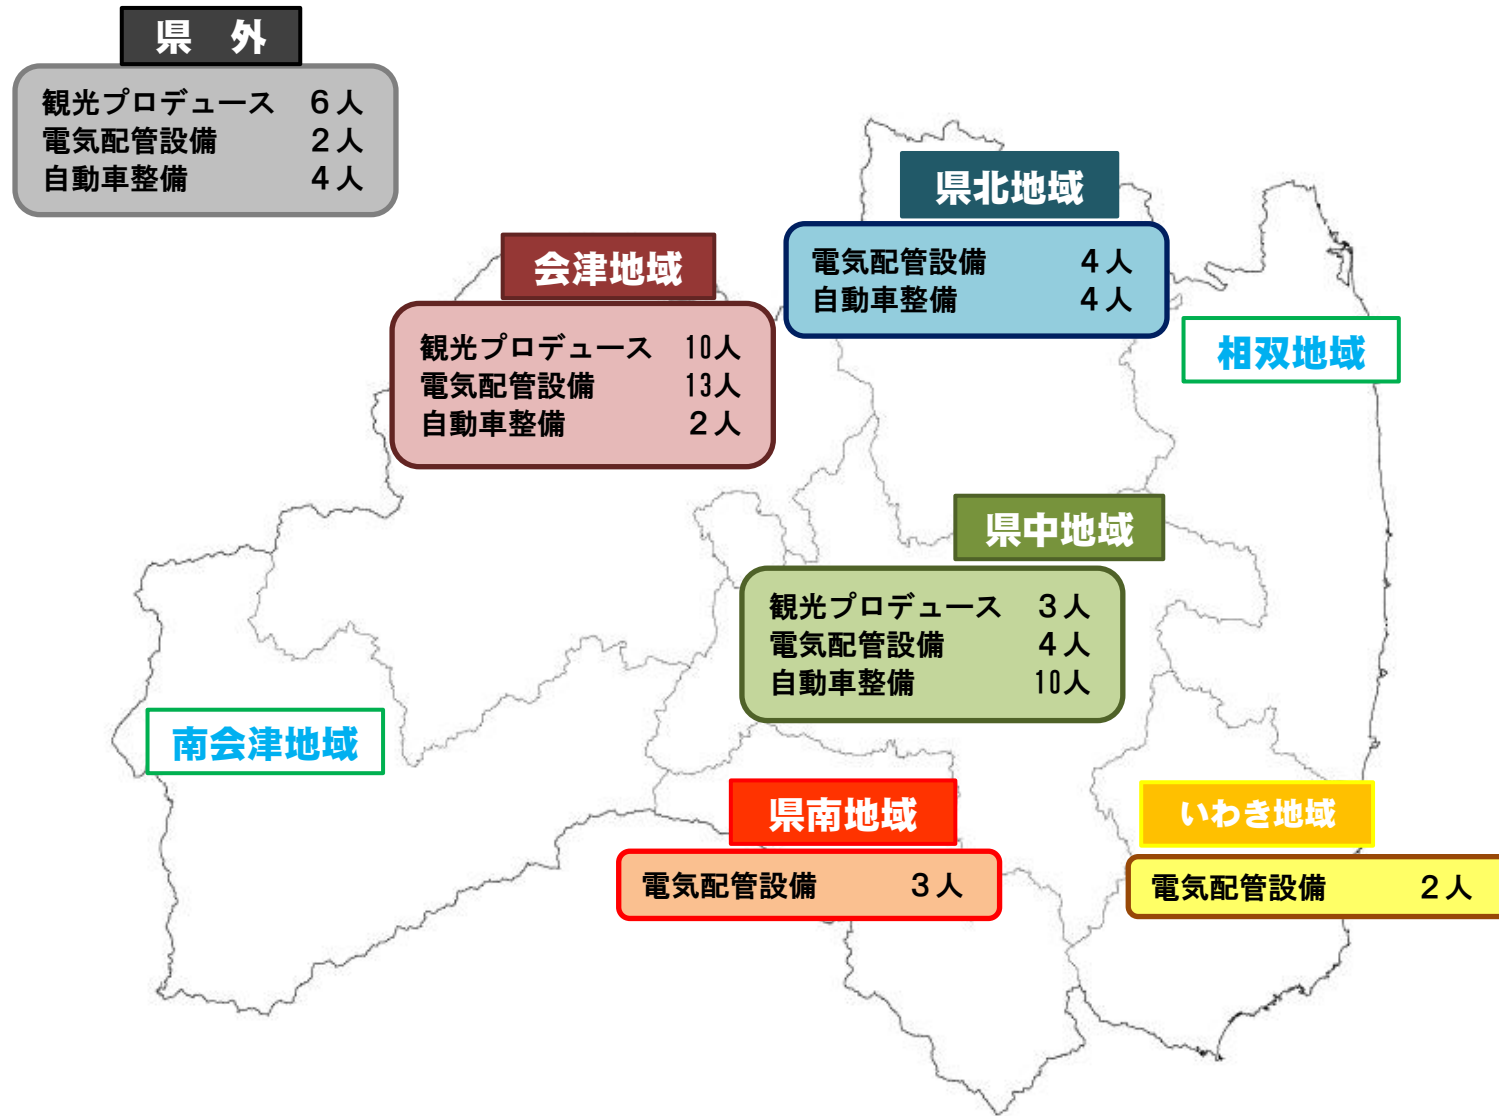 県　外
観光プロデュース　６人
電気配管設備　２人
自動車整備　４人
県北地域
電気配管設備　４人
自動車整備　４人
会津地域
観光プロデュース　10人
電気配管設備　13人
自動車整備　２人
相双地域
県中地域
観光プロデュース　３人
電気配管設備　４人
自動車整備　10人
南会津地域
県南地域
電気配管設備　３人
いわき地域
電気配管設備　２人